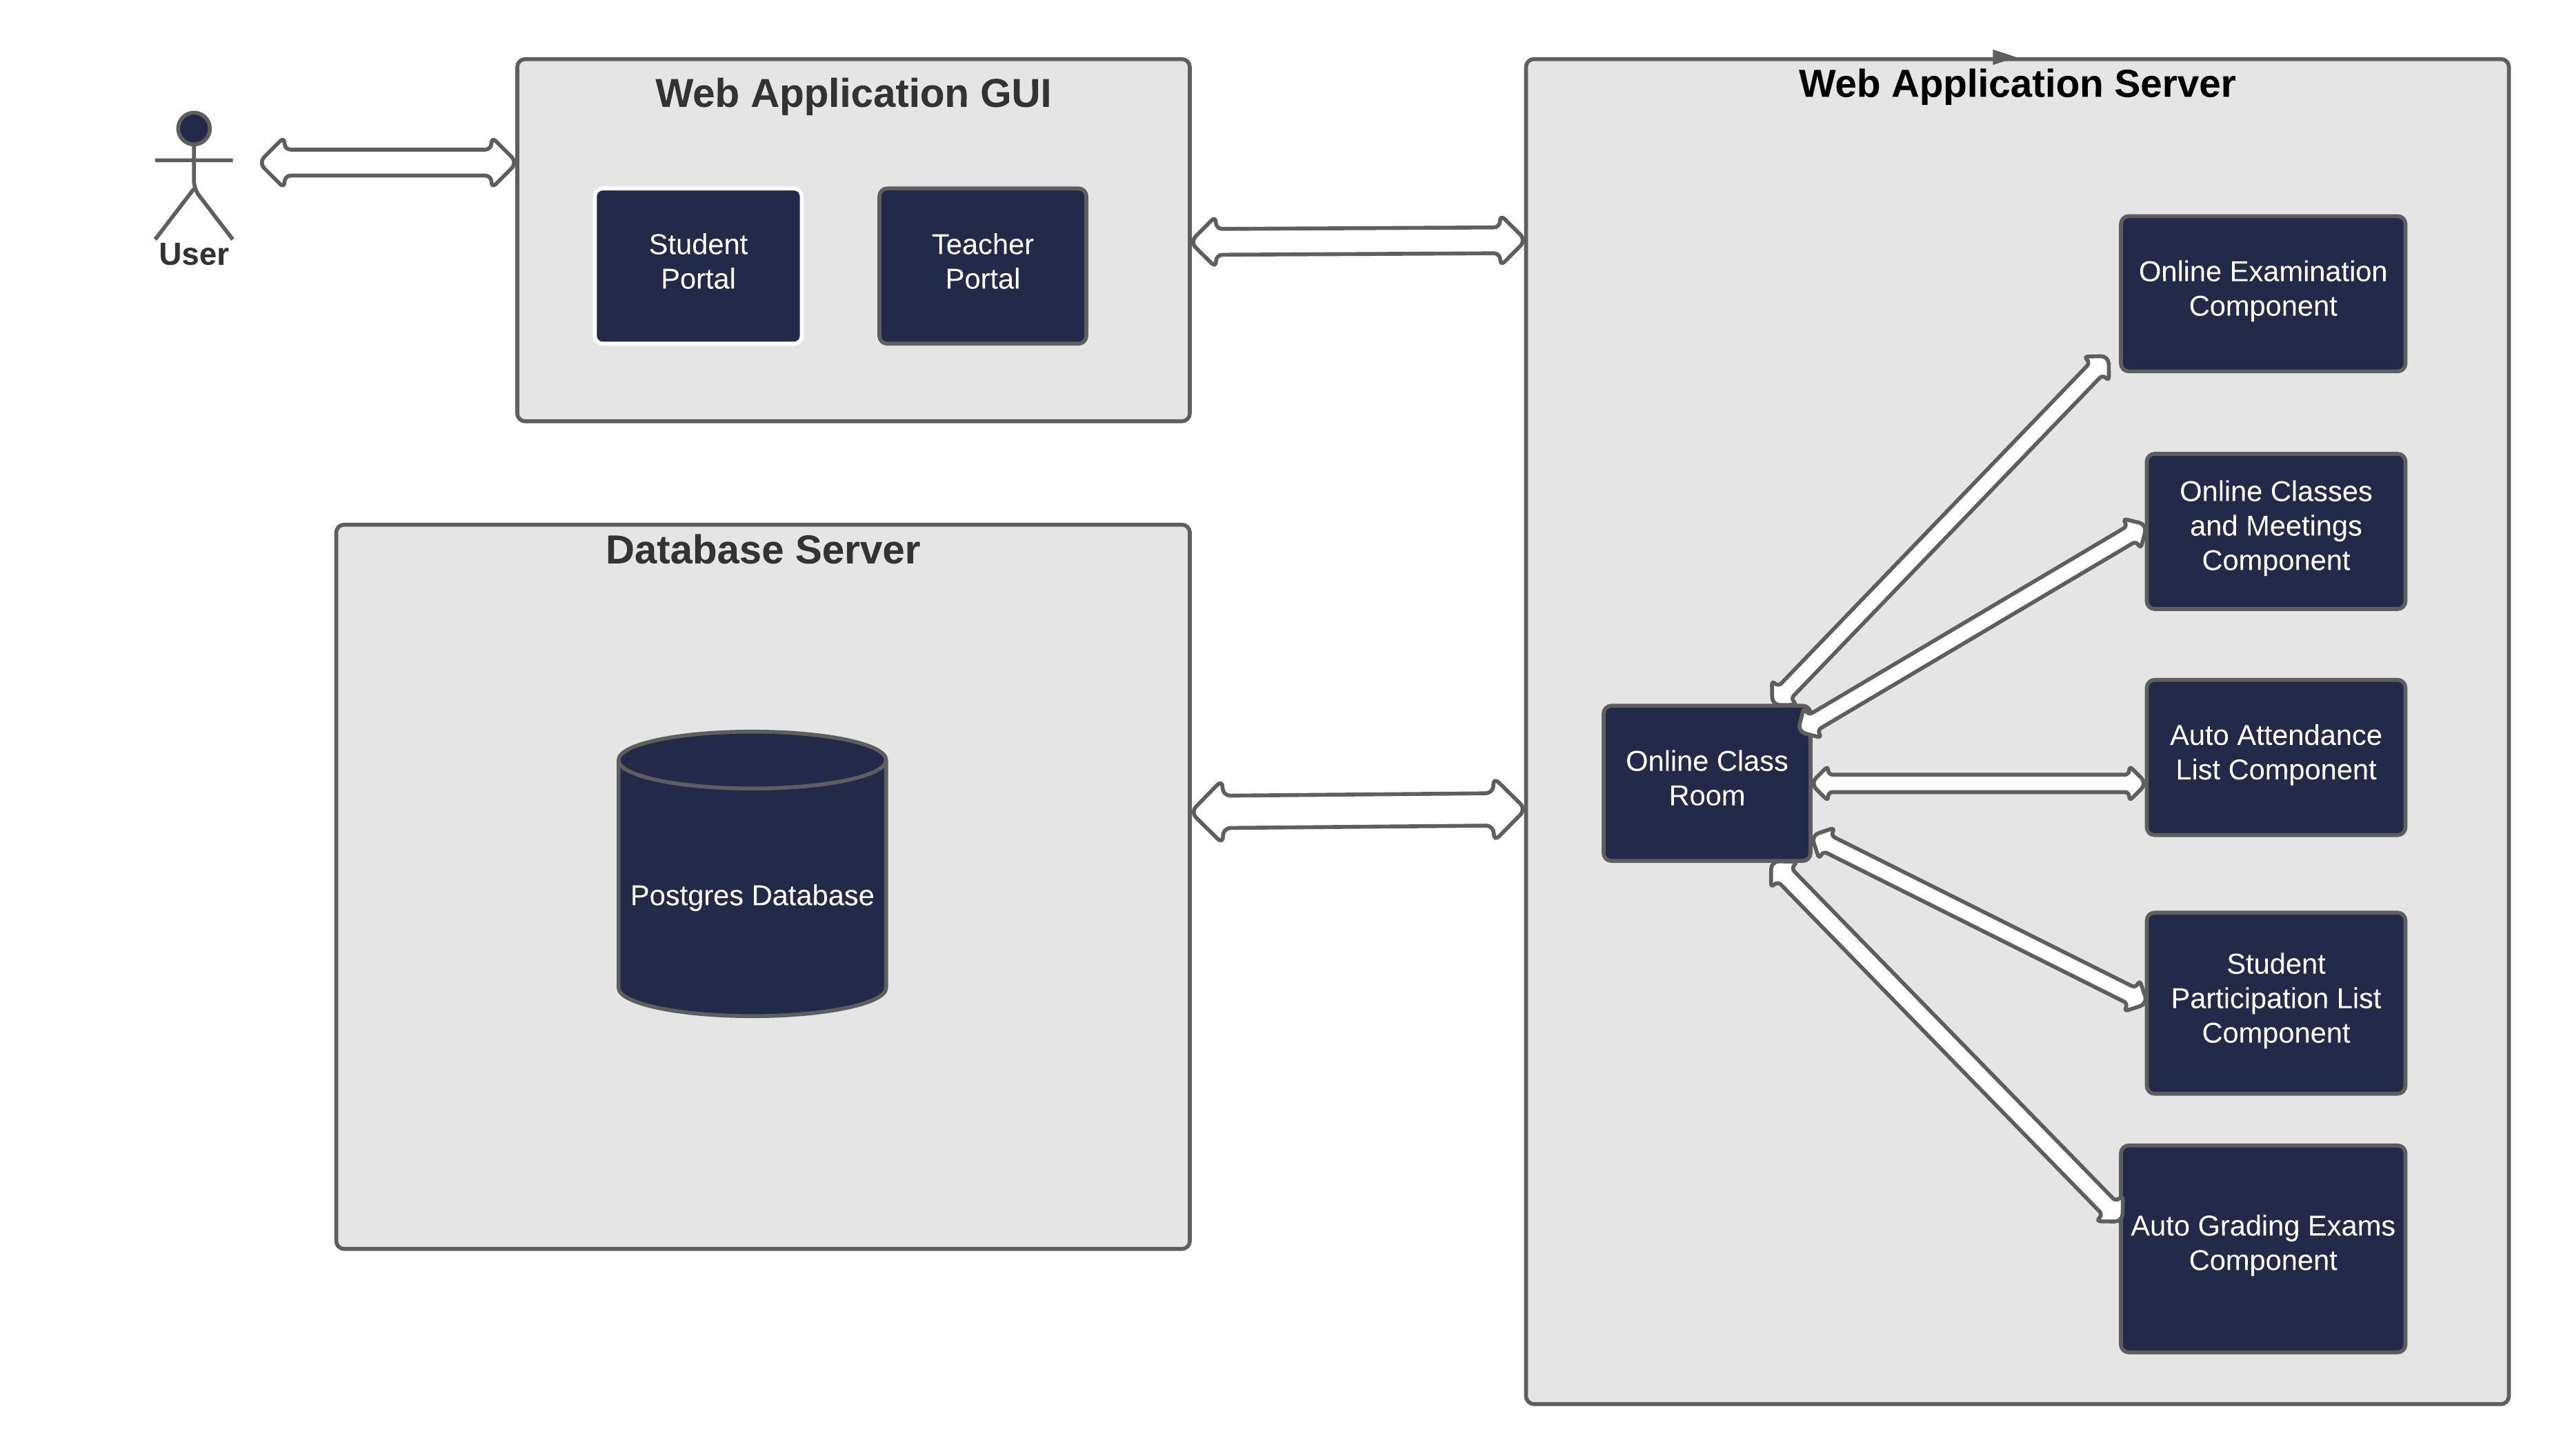 Web Application GUI
Web Application Server
User
Student
Portal
Teacher
Portal
Online Examination
Component
Online Classes
and Meetings
Component
Database Server
Postgres Database
Online Class
Room
Auto Attendance
List Component
Student
Participation List
Component
Auto Grading Exams
Component